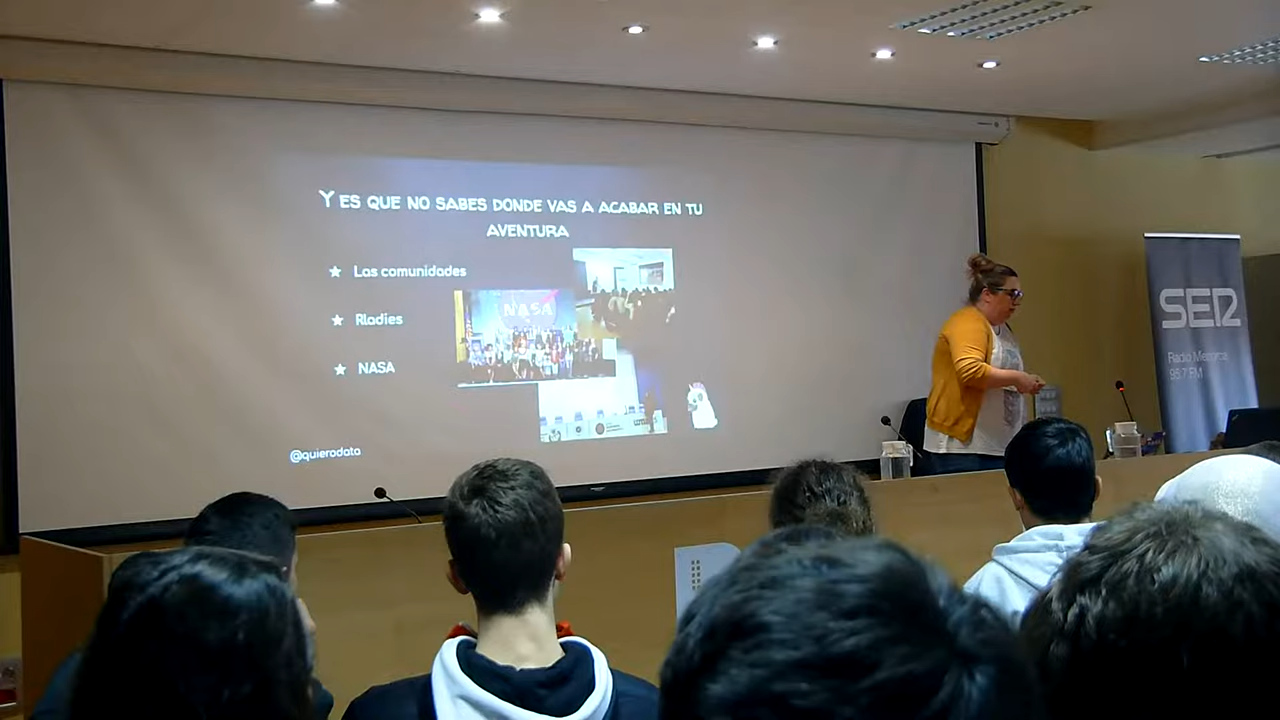 Y ES QUE NO SABES DONDE VAS A ACABAR EN TU
AVENTURA
★ Las comunidades
★ Rladies
★ NASA
NASA
@quierodata
SER
Radio Menorca
95.7 FM